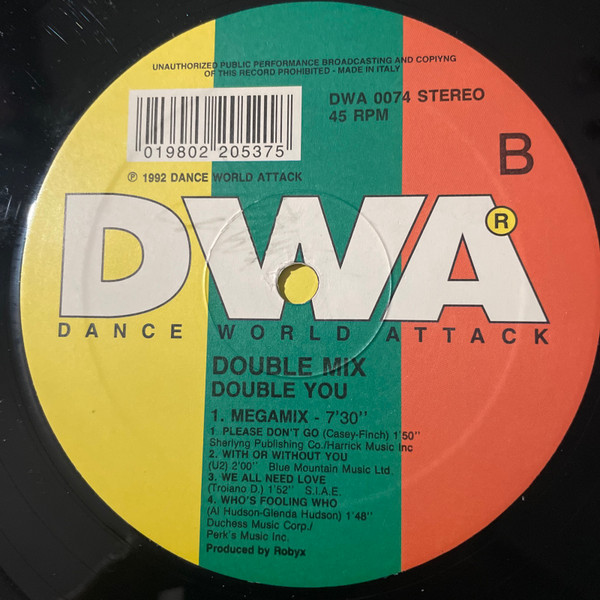 UNAUTHORIZED PUBLIC PERFORMANCE BROADCASTING AND COPIYNG
OF THIS RECORD PROHIBITED - MADE IN ITALY
DWA 0074 STEREO
45 RPM
019802 205375
B
℗ 1992 DANCE WORLD ATTACK
DWA®
DANCE WORLD ATTACK
DOUBLE MIX
DOUBLE YOU
1. MEGAMIX - 7'30''
1. PLEASE DON'T GO (Casey-Finch) 1'50''
Sherlyng Publishing Co./Harrick Music Inc
2. WITH OR WITHOUT YOU
(U2) 2'00'' Blue Mountain Music Ltd.
3. WE ALL NEED LOVE
(Troiano D.) 1'52'' S.I.A.E.
4. WHO'S FOOLING WHO
(Al Hudson-Glenda Hudson) 1'48''
Duchess Music Corp./
Perk's Music Inc.
Produced by Robyx